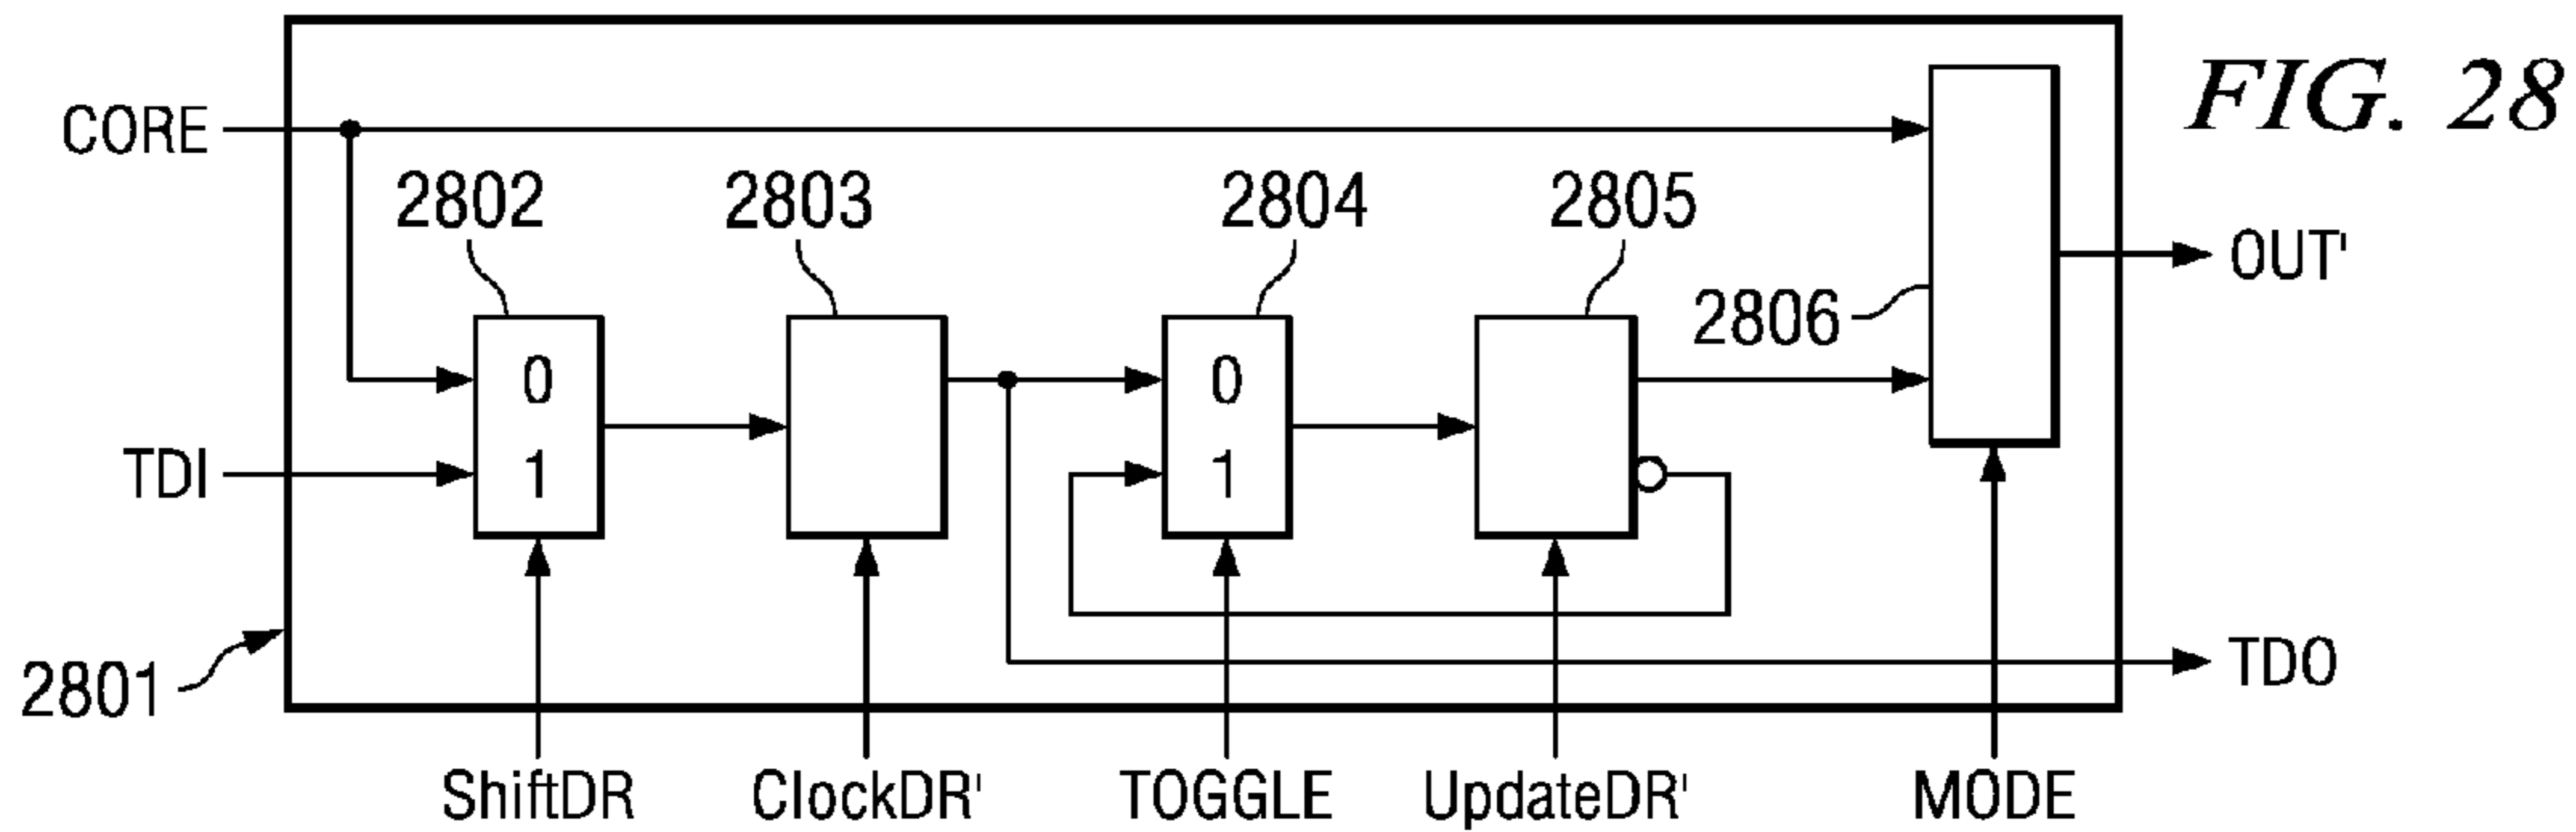 FIG. 28
CORE
2802
2803
2804
2805
OUT'
2806
0
0
TDI
1
1
2801
TDO
ShiftDR
ClockDR'
TOGGLE
UpdateDR'
MODE